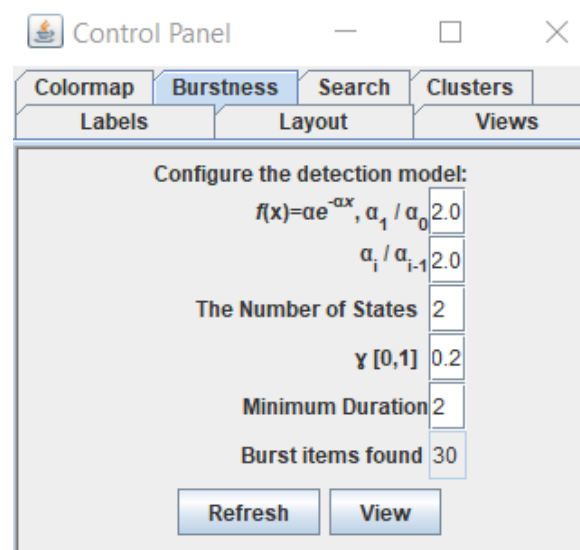 Control Panel
Colormap Burstness Search Clusters
Labels Layout Views
Configure the detection model:
f(x)=αe^-αx, α₁ / α₀ 2.0
αᵢ / αᵢ₋₁ 2.0
The Number of States 2
ɣ [0,1] 0.2
Minimum Duration 2
Burst items found 30
Refresh View